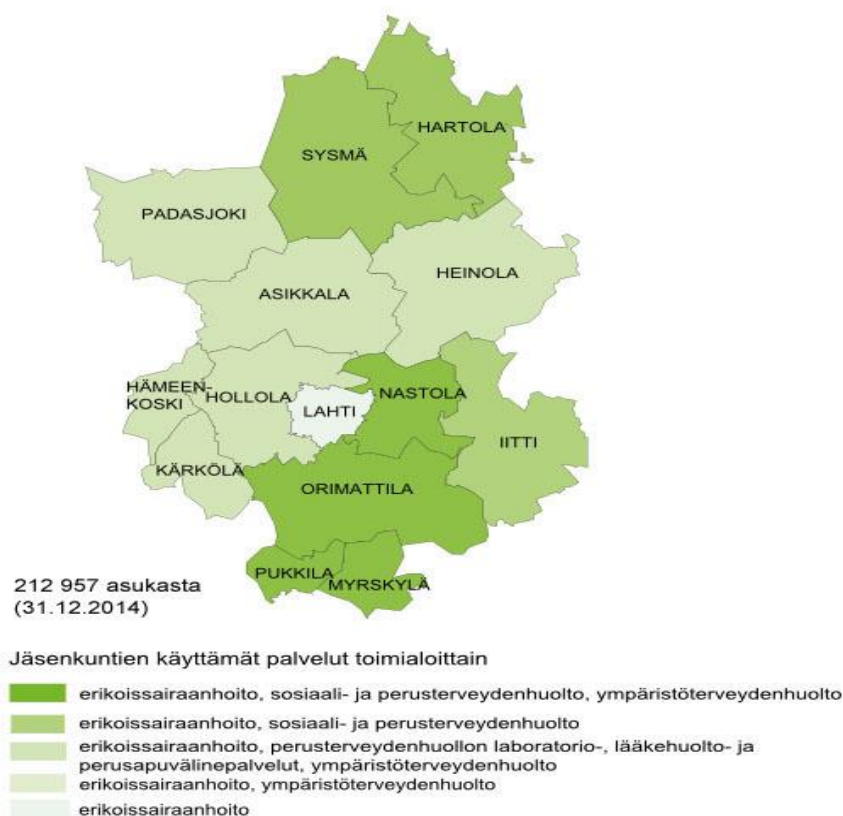 HARTOLA
SYSMÄ
PADASJOKI
HEINOLA
ASIKKALA
HÄMEEN-
KOSKI
HOLLOLA
NASTOLA
LAHTI
IITTI
KÄRKÖLÄ
ORIMATTILA
PUKKILA
MYRSKYLÄ
212 957 asukasta
(31.12.2014)
Jäsenkuntien käyttämät palvelut toimialoittain
erikoissairaanhoito, sosiaali- ja perusterveydenhuolto, ympäristöterveydenhuolto
erikoissairaanhoito, sosiaali- ja perusterveydenhuolto
erikoissairaanhoito, perusterveydenhuollon laboratorio-, lääkehuolto- ja
perusapuvälinepalvelut, ympäristöterveydenhuolto
erikoissairaanhoito, ympäristöterveydenhuolto
erikoissairaanhoito